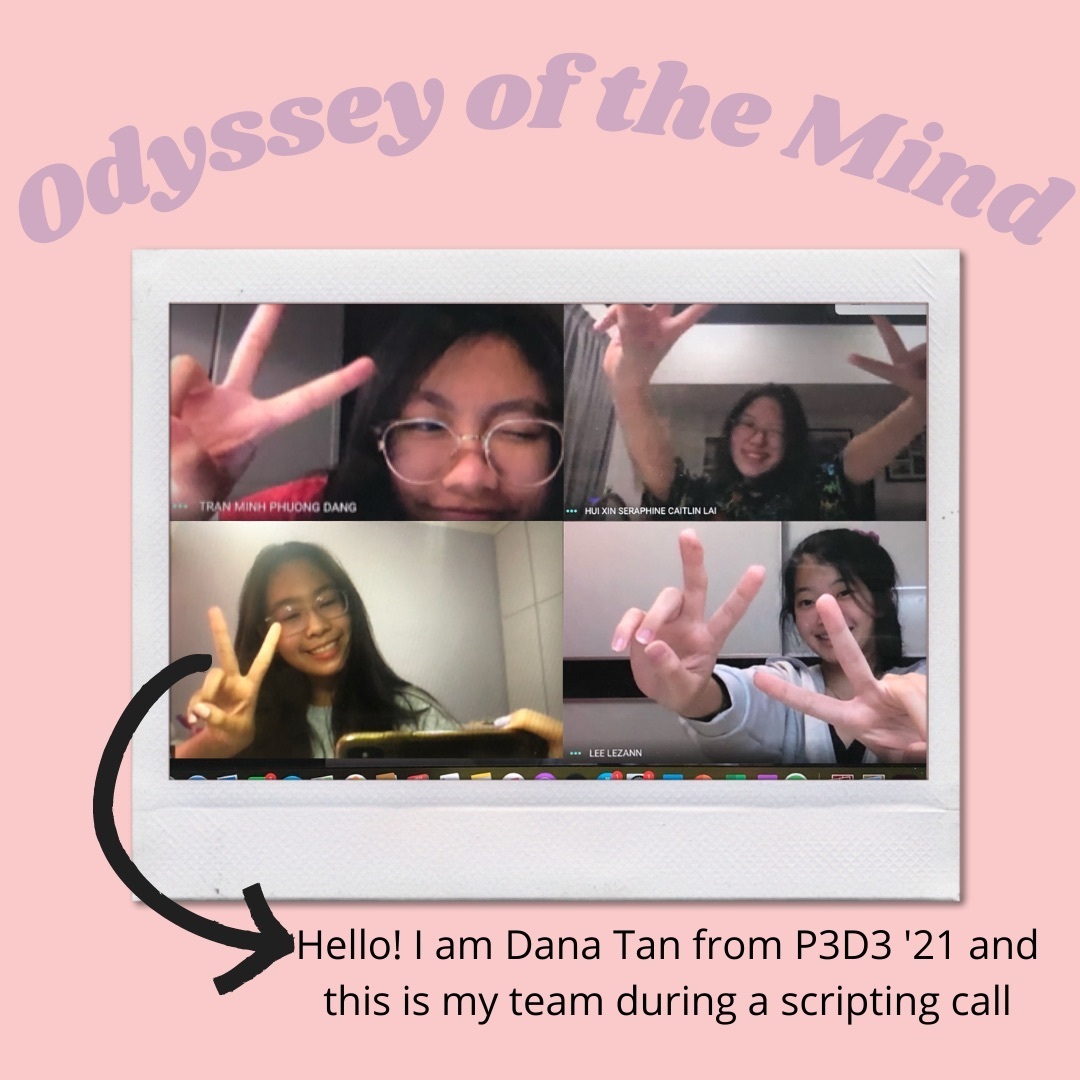 Odyssey of the Mind
TRAN MINH PHUONG DANG
HUI XIN SERAPHINE CAITLIN LAI
LEE LEZANN
Hello! I am Dana Tan from P3D3 '21 and
this is my team during a scripting call